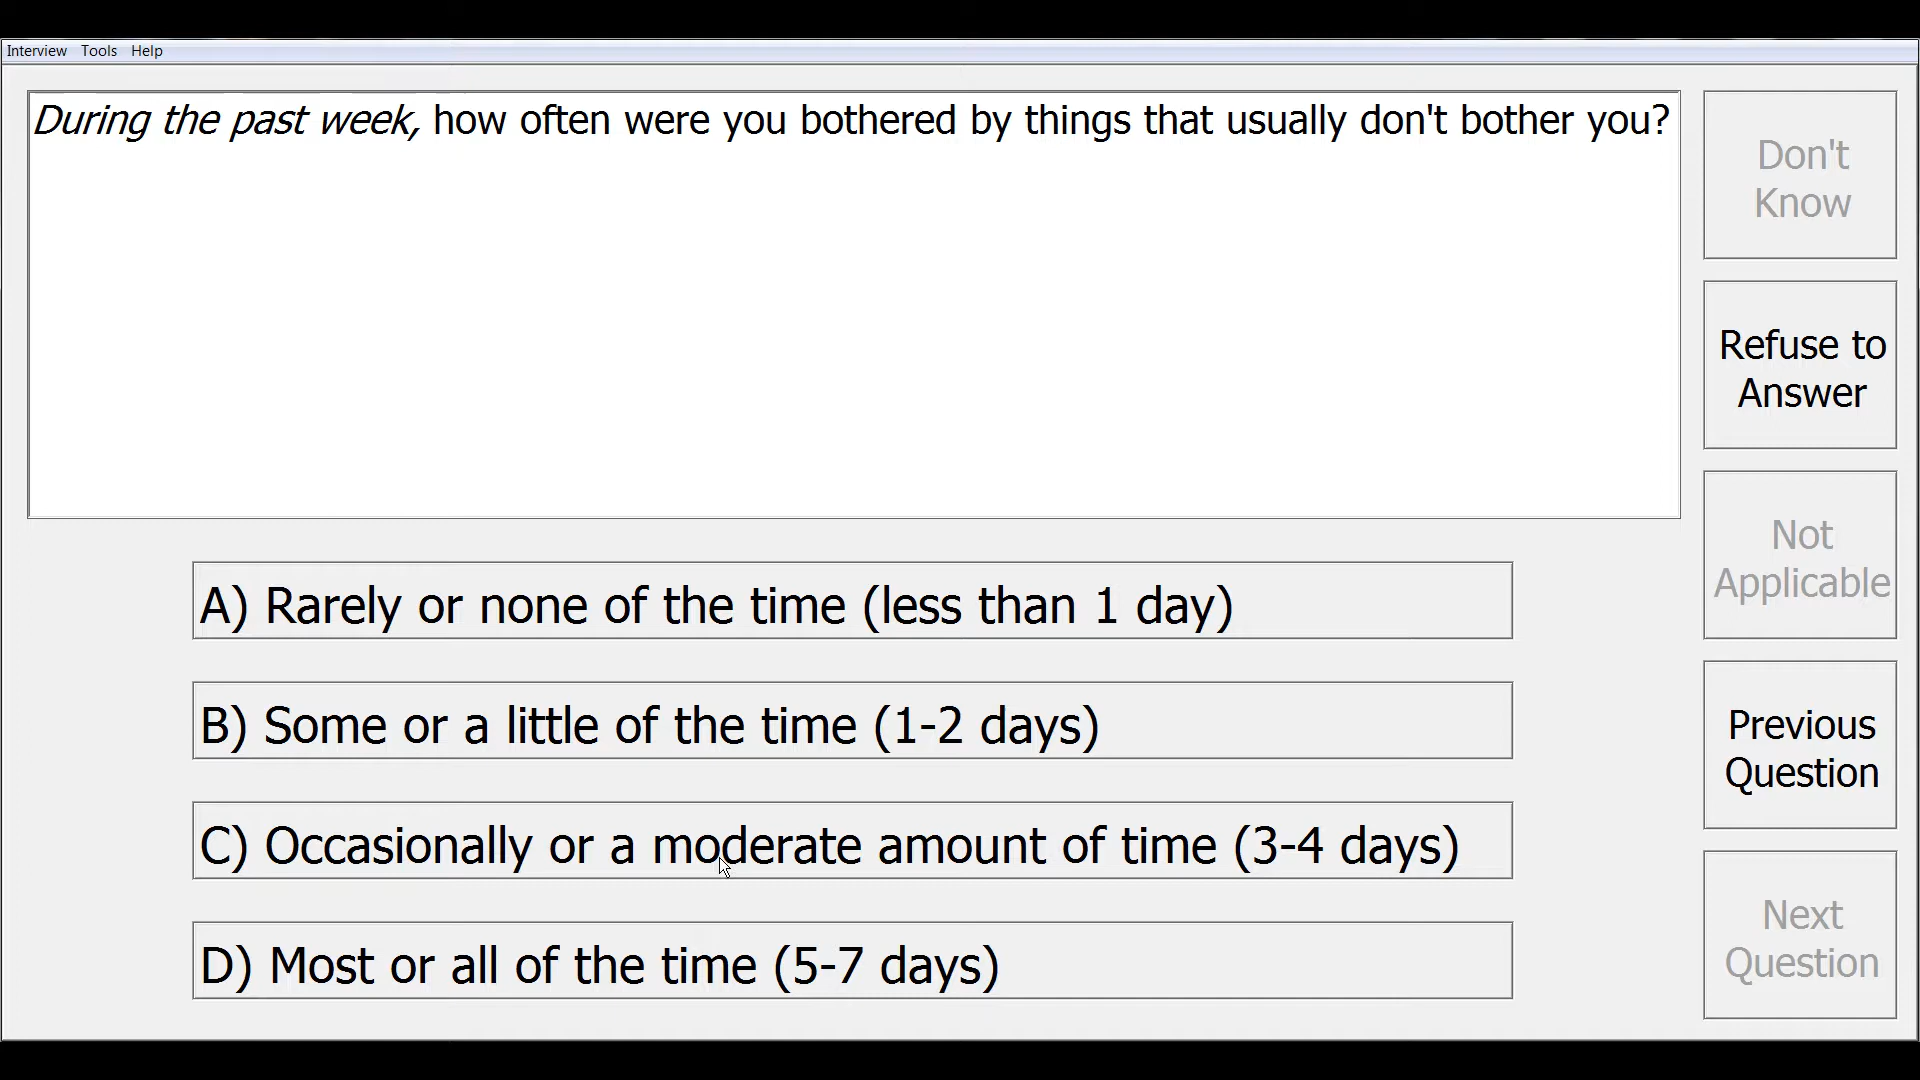 Interview Tools Help
During the past week, how often were you bothered by things that usually don't bother you?
A) Rarely or none of the time (less than 1 day)
B) Some or a little of the time (1-2 days)
C) Occasionally or a moderate amount of time (3-4 days)
D) Most or all of the time (5-7 days)
Don't
Know
Refuse to
Answer
Not
Applicable
Previous
Question
Next
Question